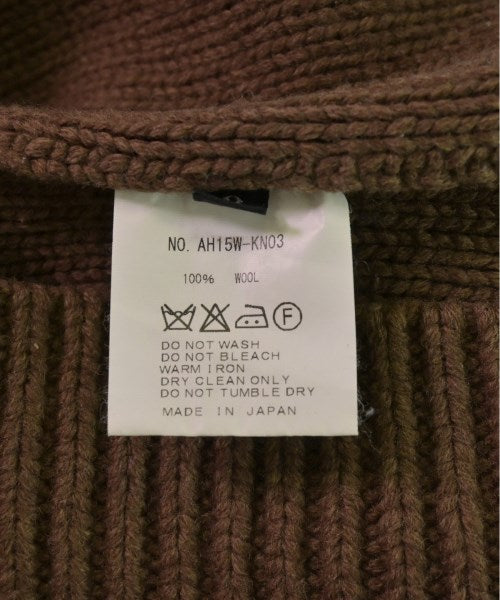 NO. AH15W-KN03
100% WOOL
F
DO NOT WASH
DO NOT BLEACH
WARM IRON
DRY CLEAN ONLY
DO NOT TUMBLE DRY
MADE IN JAPAN